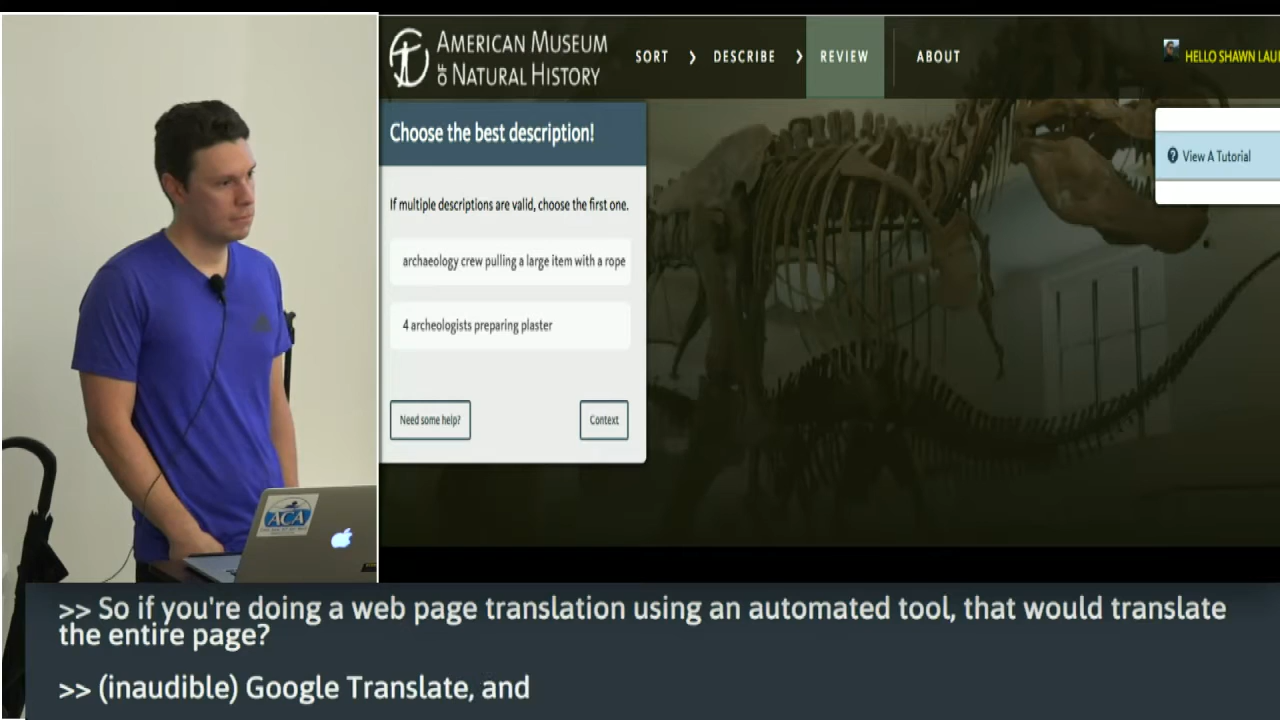 AMERICAN MUSEUM
OF NATURAL HISTORY
SORT
DESCRIBE
REVIEW
ABOUT
HELLO SHAWN LAU
Choose the best description!
View A Tutorial
If multiple descriptions are valid, choose the first one.
archaeology crew pulling a large item with a rope
4 archeologists preparing plaster
Need some help?
Context
ACA
>> So if you're doing a web page translation using an automated tool, that would translate
the entire page?
>> (inaudible) Google Translate, and